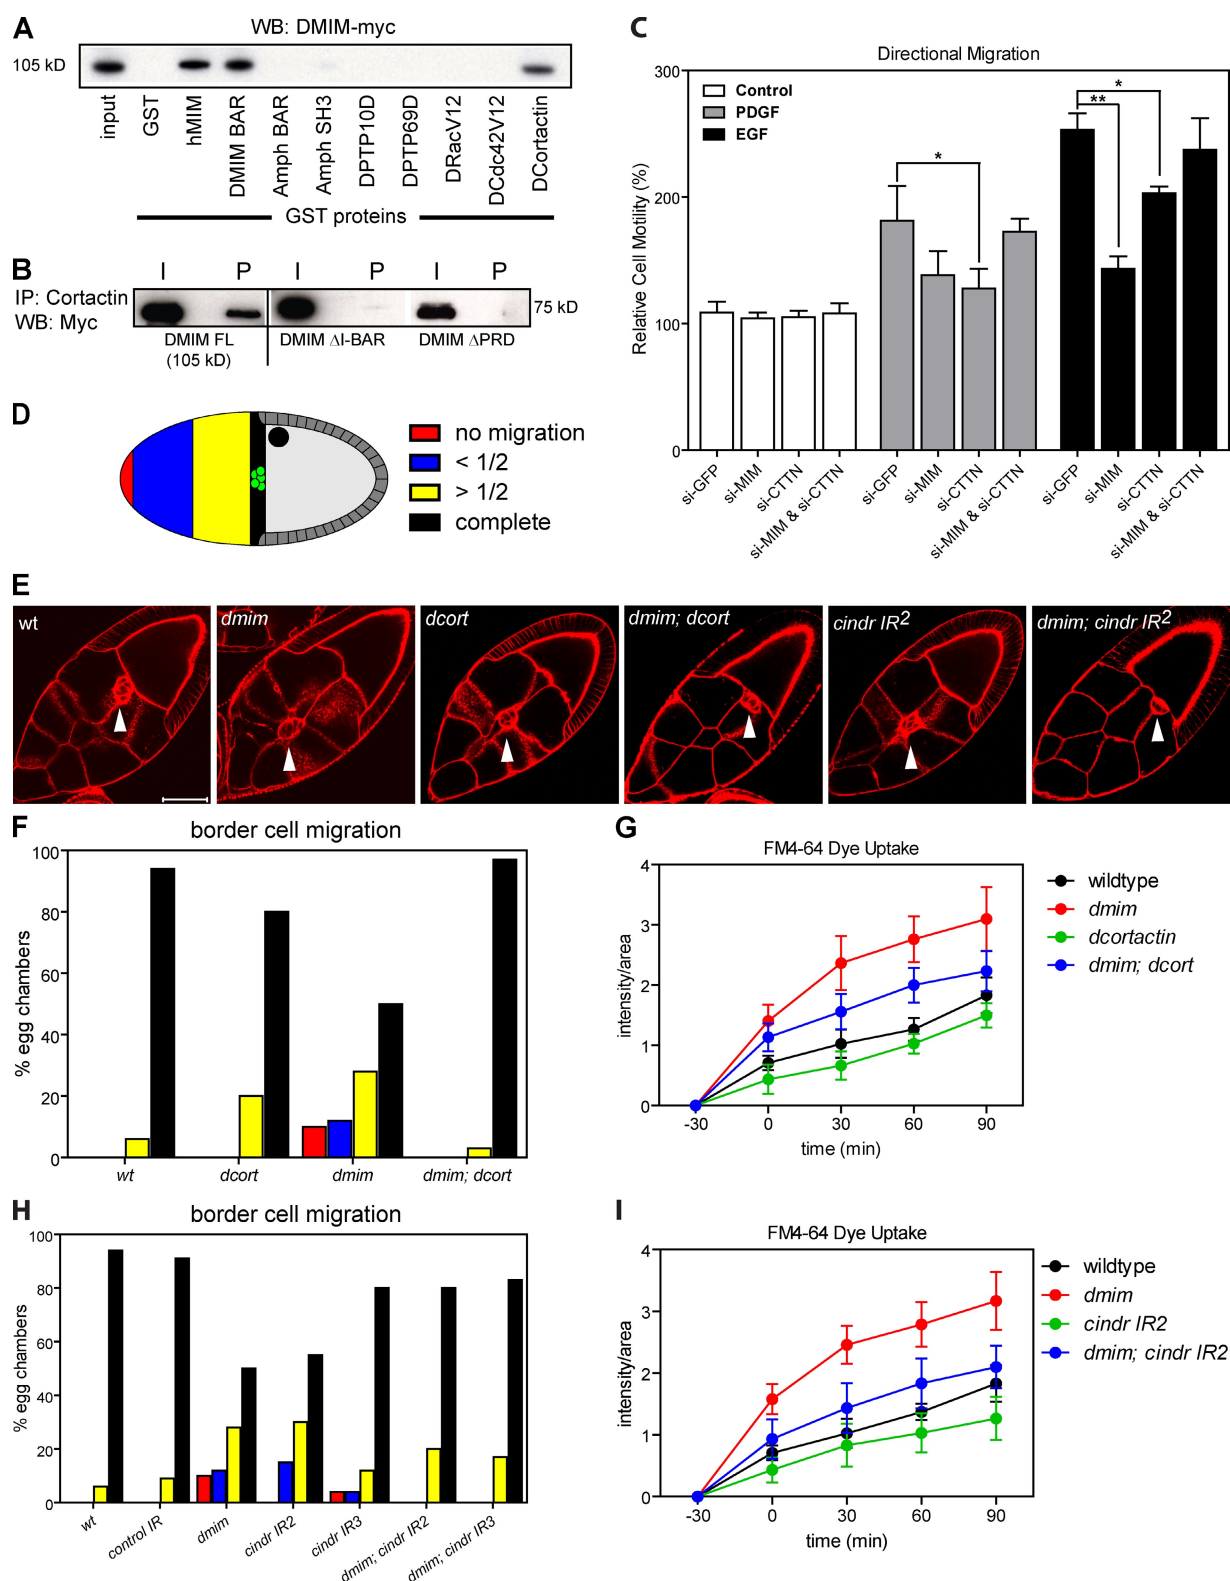 A
WB: DMIM-myc
105 kD
input
GST
hMIM
DMIM BAR
Amph BAR
Amph SH3
DPTP10D
DPTP69D
DRacV12
DCdc42V12
DCortactin
GST proteins
B
I P I P I P
IP: Cortactin
WB: Myc
75 kD
DMIM FL
(105 kD)
DMIM ΔI-BAR
DMIM ΔPRD
C
Directional Migration
Relative Cell Motility (%)
300
200
100
0
Control
PDGF
EGF
*
**
*
si-GFP
si-MIM
si-CTTN
si-MIM & si-CTTN
si-GFP
si-MIM
si-CTTN
si-MIM & si-CTTN
si-GFP
si-MIM
si-CTTN
si-MIM & si-CTTN
D
no migration
< 1/2
> 1/2
complete
E
wt
dmim
dcort
dmim; dcort
cindr IR2
dmim; cindr IR2
F
border cell migration
% egg chambers
100
80
60
40
20
0
wt
dcort
dmim
dmim; dcort
G
FM4-64 Dye Uptake
intensity/area
4
3
2
1
0
-30 0 30 60 90
time (min)
wildtype
dmim
dcortactin
dmim; dcort
H
border cell migration
% egg chambers
100
80
60
40
20
0
wt
control IR
dmim
cindr IR2
cindr IR3
dmim; cindr IR2
dmim; cindr IR3
I
FM4-64 Dye Uptake
intensity/area
4
3
2
1
0
-30 0 30 60 90
time (min)
wildtype
dmim
cindr IR2
dmim; cindr IR2